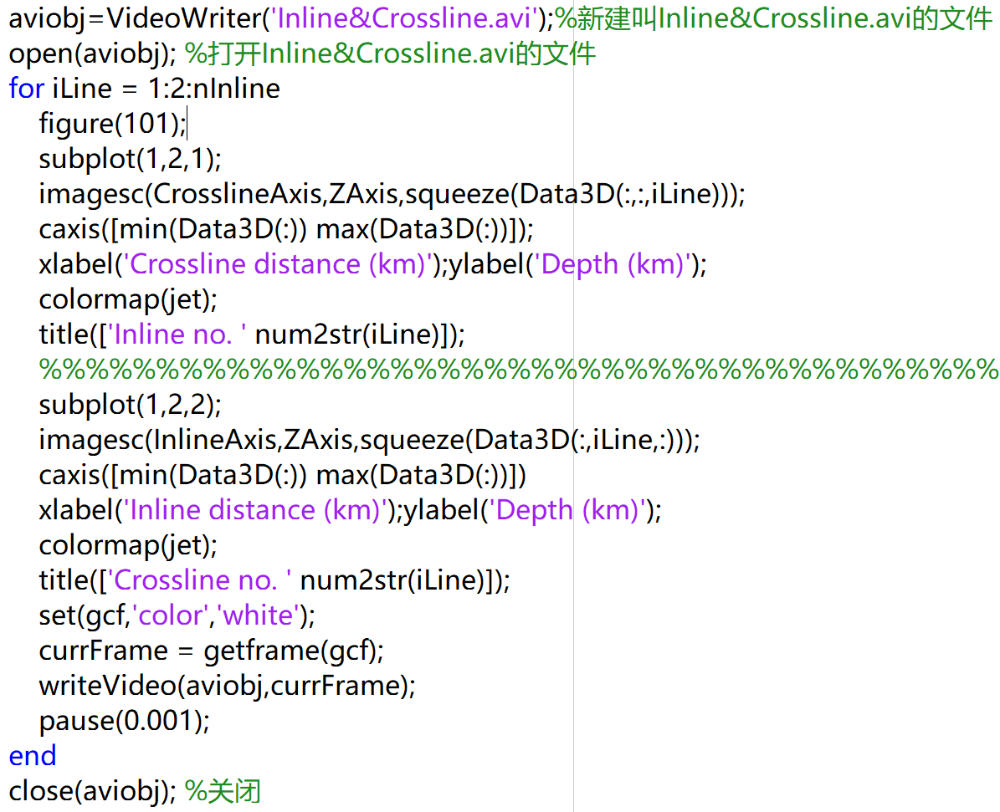 aviobj=VideoWriter('Inline&Crossline.avi');%新建叫Inline&Crossline.avi的文件
open(aviobj); %打开Inline&Crossline.avi的文件
for iLine = 1:2:nInline
    figure(101);
    subplot(1,2,1);
    imagesc(CrosslineAxis,ZAxis,squeeze(Data3D(:,:,iLine)));
    caxis([min(Data3D(:)) max(Data3D(:))]);
    xlabel('Crossline distance (km)');ylabel('Depth (km)');
    colormap(jet);
    title(['Inline no. ' num2str(iLine)]);
    %%%%%%%%%%%%%%%%%%%%%%%%%%%%%%%%%%%%%%%%%
    subplot(1,2,2);
    imagesc(InlineAxis,ZAxis,squeeze(Data3D(:,iLine,:)));
    caxis([min(Data3D(:)) max(Data3D(:))])
    xlabel('Inline distance (km)');ylabel('Depth (km)');
    colormap(jet);
    title(['Crossline no. ' num2str(iLine)]);
    set(gcf,'color','white');
    currFrame = getframe(gcf);
    writeVideo(aviobj,currFrame);
    pause(0.001);
end
close(aviobj); %关闭